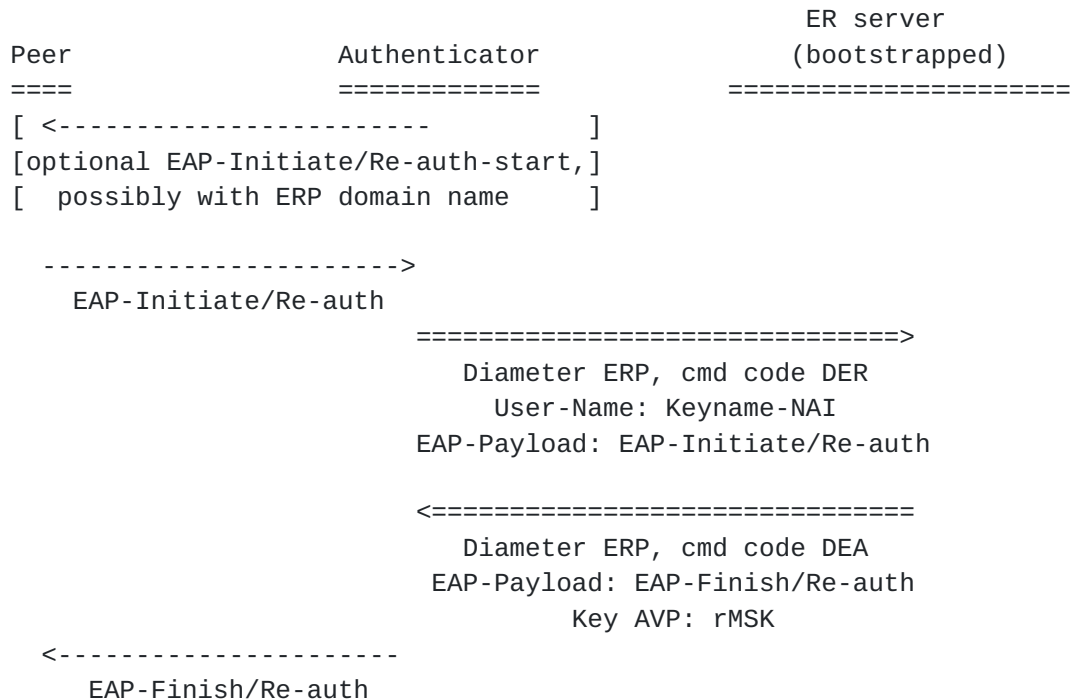 ER server
Peer                 Authenticator                (bootstrapped)
====                 =============            ======================
[ <------------------------          ]
[optional EAP-Initiate/Re-auth-start,]
[  possibly with ERP domain name     ]

  ----------------------->
    EAP-Initiate/Re-auth
                          ===============================>
                             Diameter ERP, cmd code DER
                               User-Name: Keyname-NAI
                          EAP-Payload: EAP-Initiate/Re-auth

                          <===============================
                             Diameter ERP, cmd code DEA
                           EAP-Payload: EAP-Finish/Re-auth
                                    Key AVP: rMSK
  <----------------------
     EAP-Finish/Re-auth